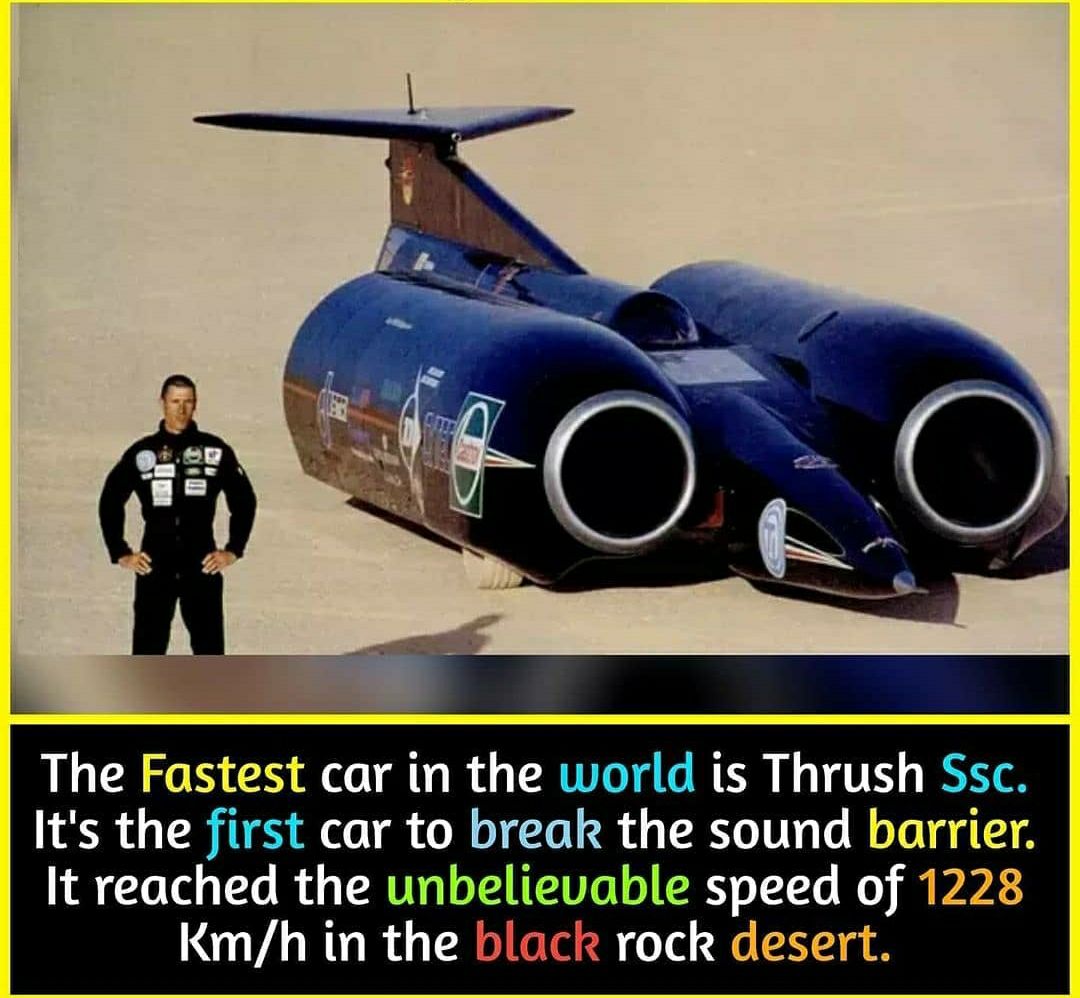 The Fastest car in the world is Thrush Ssc.
It's the first car to break the sound barrier.
It reached the unbelievable speed of 1228
Km/h in the black rock desert.
Castrol